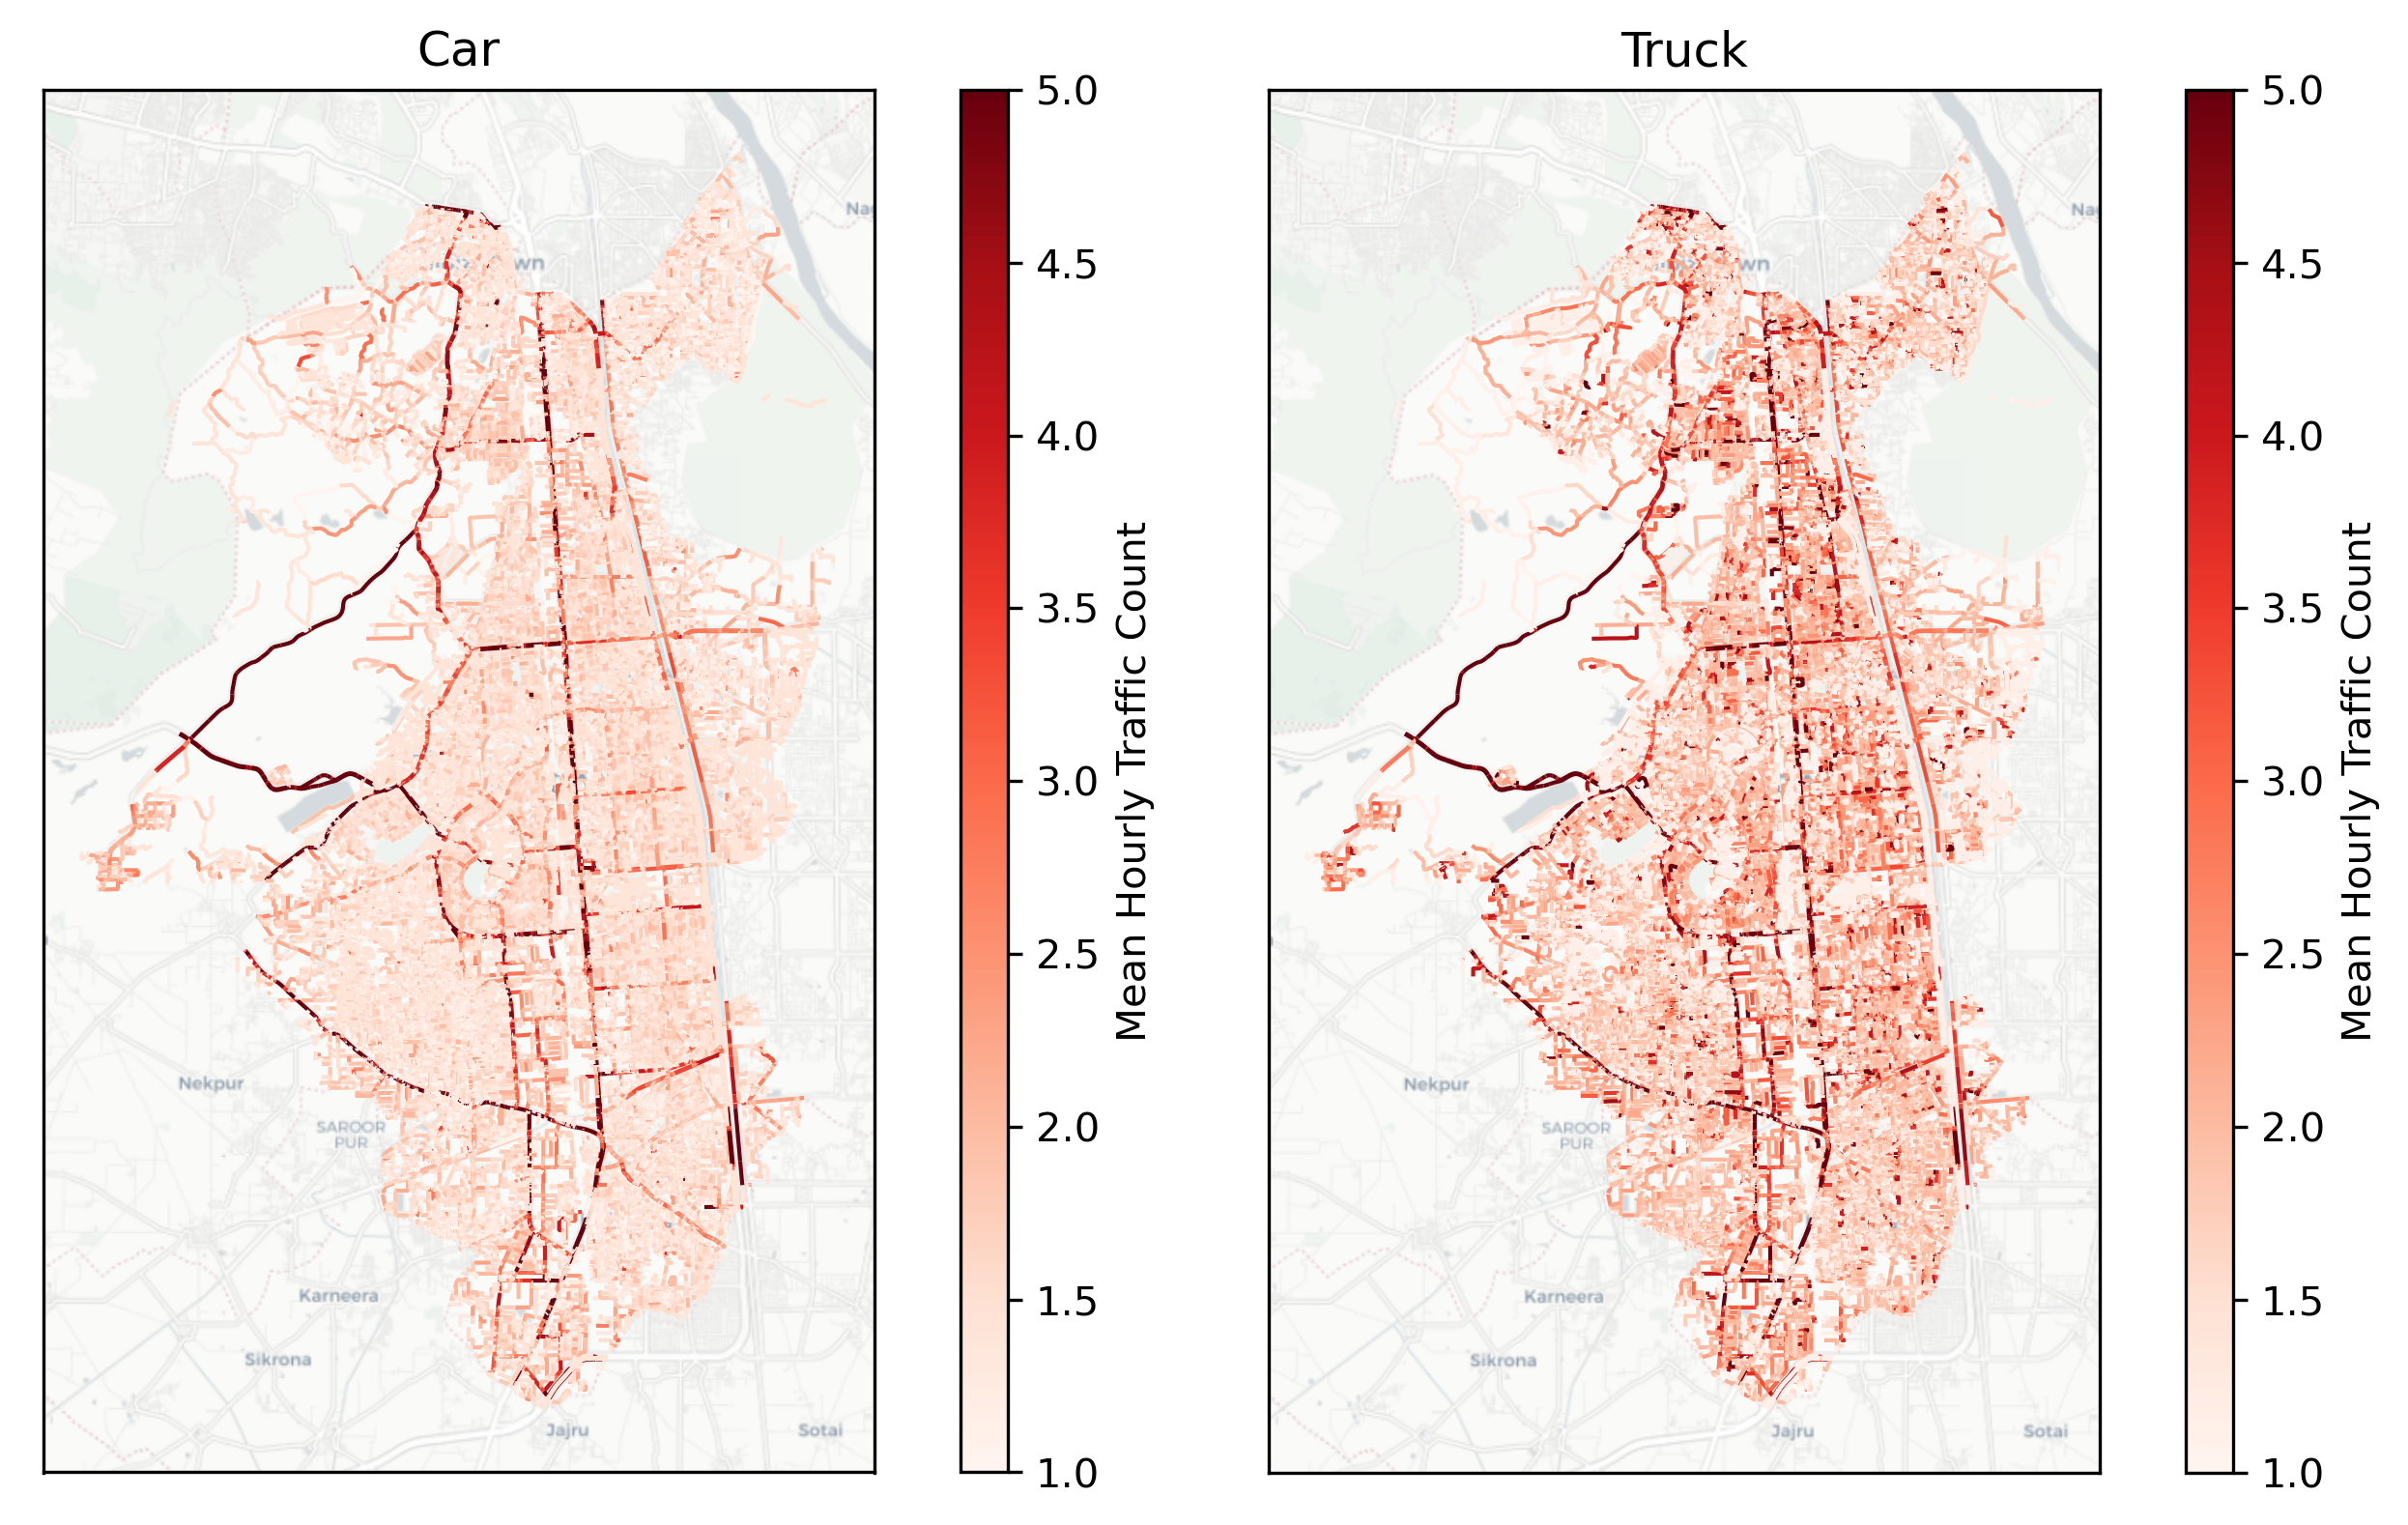 Car
Nag
wn
Nekpur
SAROOR
PUR
Karneera
Sikrona
Jajru
Sotai
5.0
4.5
4.0
3.5
3.0
2.5
2.0
1.5
1.0
Mean Hourly Traffic Count
Truck
Na
wn
Nekpur
SAROOR
PUR
Karneera
Sikrona
Jajru
Sotai
5.0
4.5
4.0
3.5
3.0
2.5
2.0
1.5
1.0
Mean Hourly Traffic Count